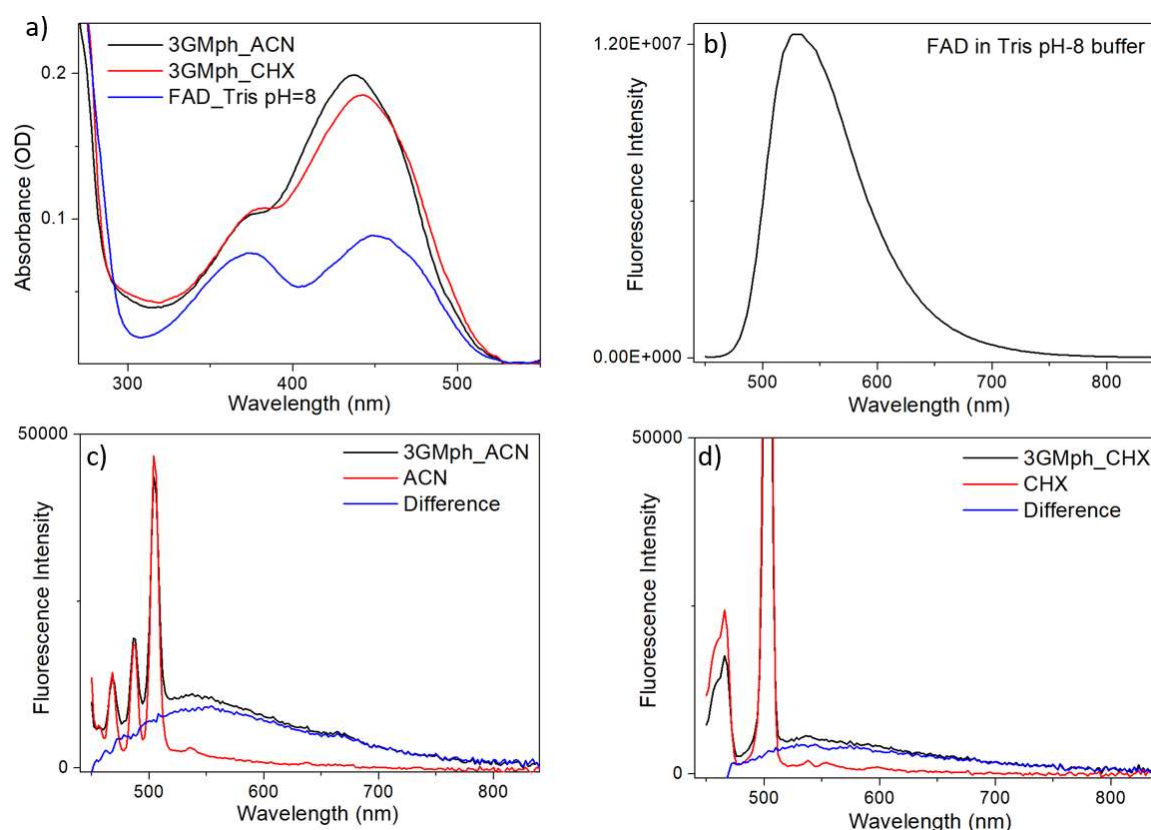 a)
3GMph_ACN
3GMph_CHX
FAD_Tris pH=8
0.2
0.1
Absorbance (OD)
300
400
500
Wavelength (nm)
b)
FAD in Tris pH-8 buffer
1.20E+007
0.00E+000
Fluorescence Intensity
500
600
700
800
Wavelength (nm)
c)
3GMph_ACN
ACN
Difference
50000
0
Fluorescence Intensity
500
600
700
800
Wavelength (nm)
d)
3GMph_CHX
CHX
Difference
50000
0
Fluorescence Intensity
500
600
700
800
Wavelength (nm)